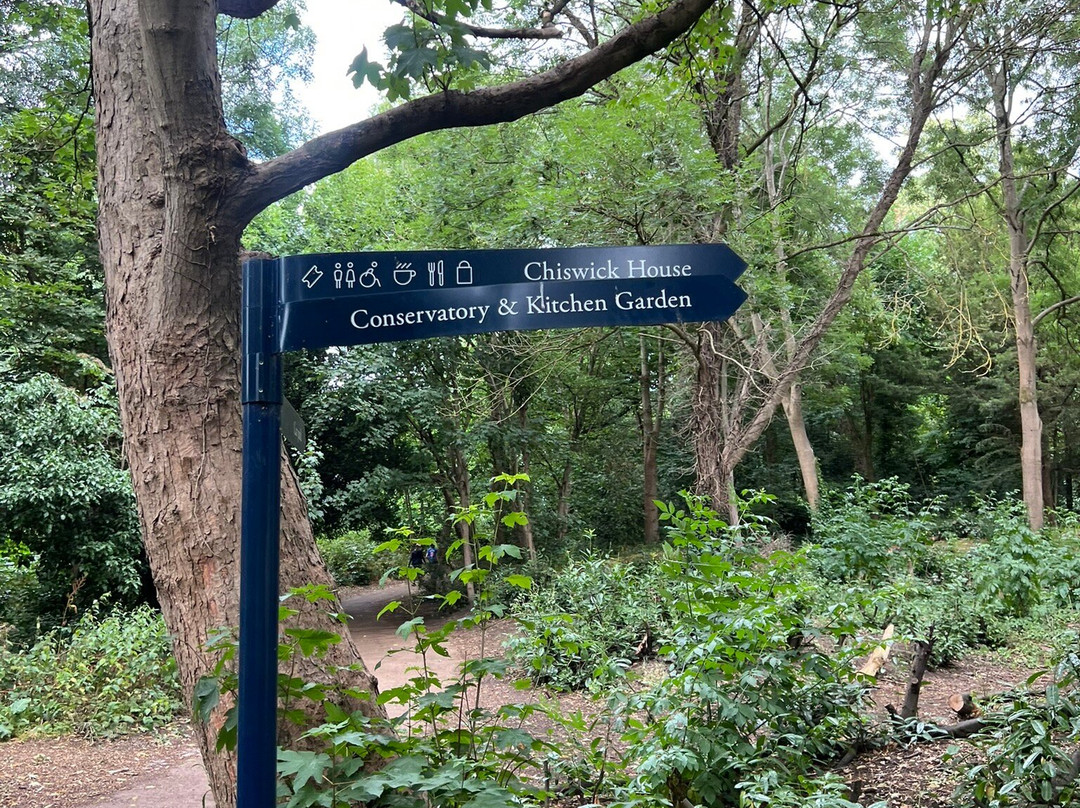 Chiswick House
Conservatory & Kitchen Garden